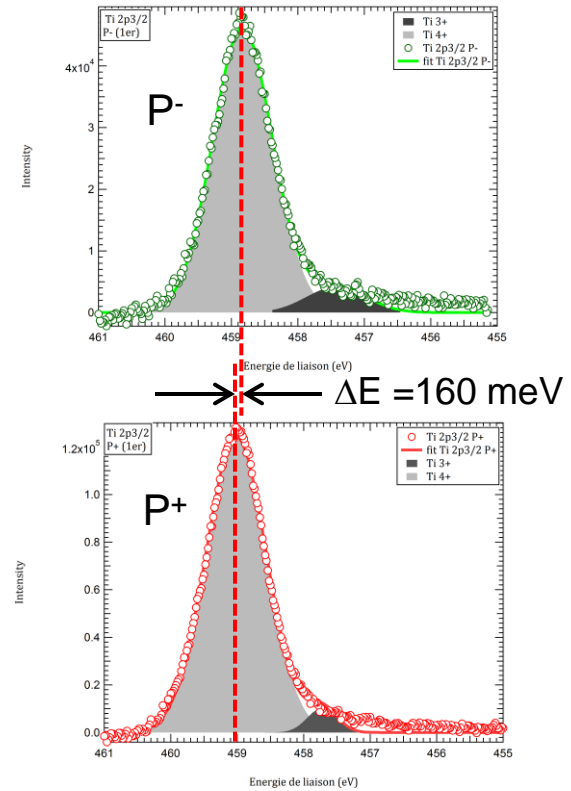 Ti 2p3/2
P- (1er)
Ti 3+
Ti 4+
Ti 2p3/2 P-
fit Ti 2p3/2 P-
P-
Intensity
4x10⁴
3
2
1
0
461 460 459 458 457 456 455
Energie de liaison (eV)
ΔE =160 meV
Ti 2p3/2
P+ (1er)
Ti 2p3/2 P+
fit Ti 2p3/2 P+
Ti 3+
Ti 4+
P+
Intensity
1.2x10⁵
1.0
0.8
0.6
0.4
0.2
0.0
461 460 459 458 457 456 455
Energie de liaison (eV)